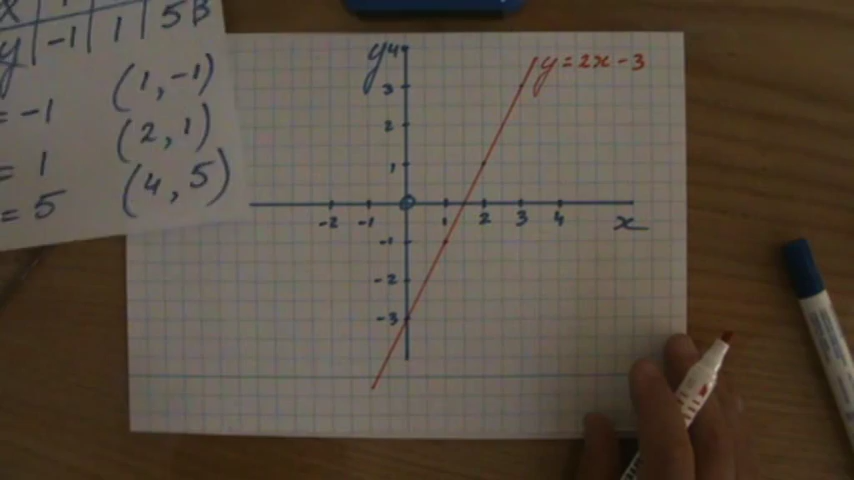 y | -1 | 1 | 5
= -1 (1, -1)
= 1 (2, 1)
= 5 (4, 5)
y 4
y = 2x - 3
3
2
1
-2 -1 0 1 2 3 4 x
-1
-2
-3